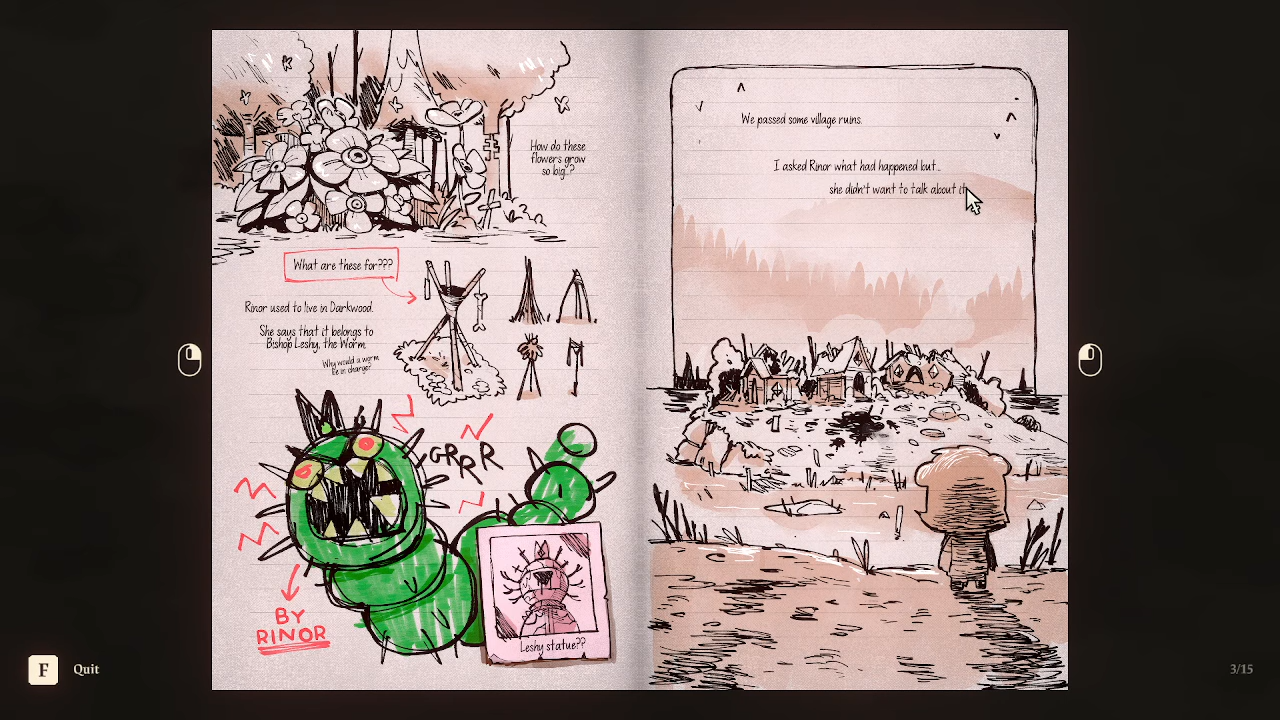 How do these
flowers grow
so big..?
What are these for???
Rinor used to live in Darkwood.
She says that it belongs to
Bishop Leshy, the Worm.
Why would a worm
be in charge?
GRRRR
BY
RINOR
Leshy statue??
We passed some village ruins.
I asked Rinor what had happened but...
she didn't want to talk about it.
F Quit
3/15